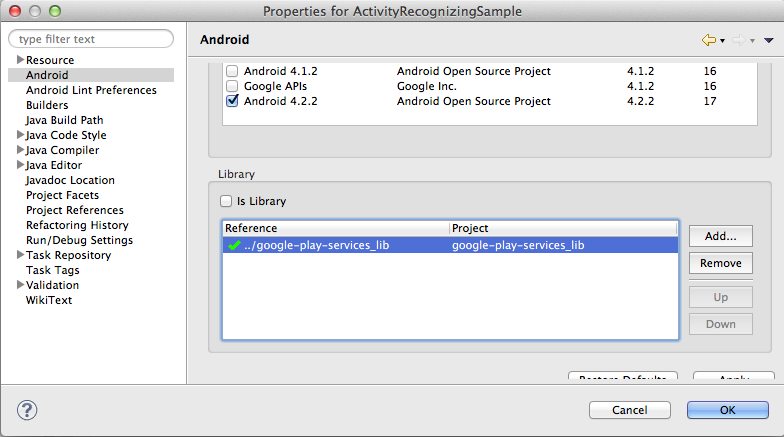 Properties for ActivityRecognizingSample
type filter text
Resource
Android
Android Lint Preferences
Builders
Java Build Path
Java Code Style
Java Compiler
Java Editor
Javadoc Location
Project Facets
Project References
Refactoring History
Run/Debug Settings
Task Repository
Task Tags
Validation
WikiText
Android
Android 4.1.2 Android Open Source Project 4.1.2 16
Google APIs Google Inc. 4.1.2 16
Android 4.2.2 Android Open Source Project 4.2.2 17
Library
Is Library
Reference Project
../google-play-services_lib google-play-services_lib
Add...
Remove
Up
Down
Restore Defaults Apply
? Cancel OK